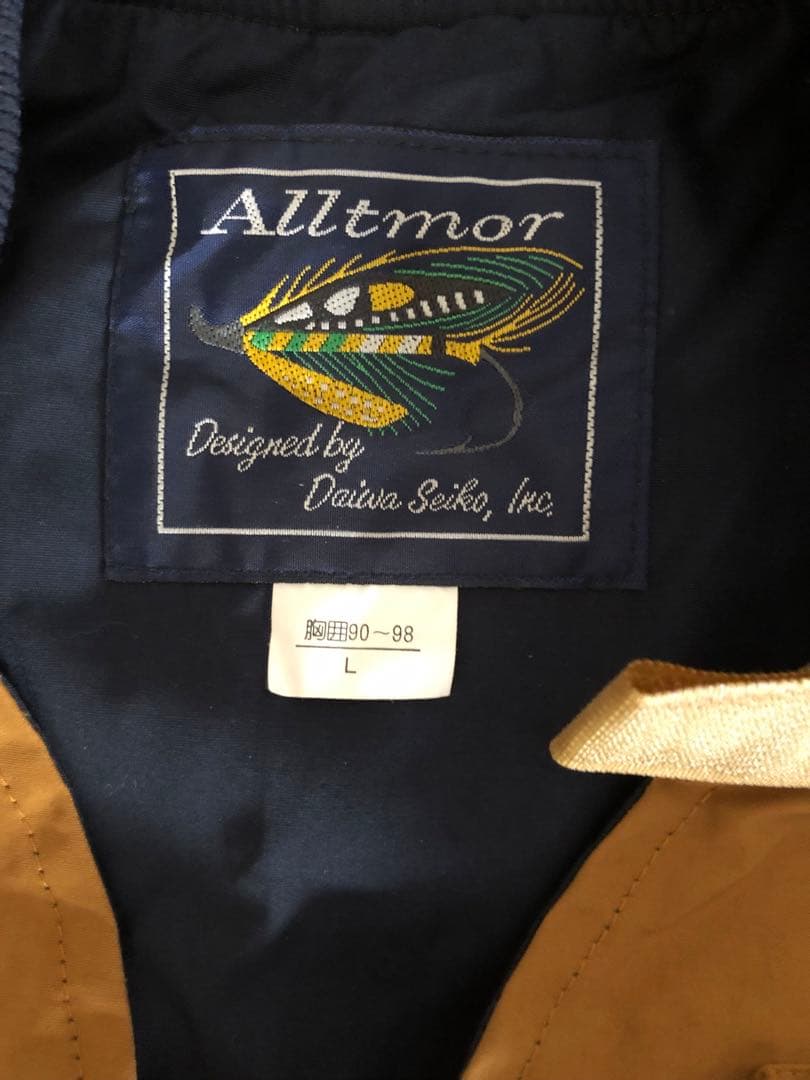 Alltmor
Designed by
Daiwa Seiko, Inc.
胸囲90～98
L